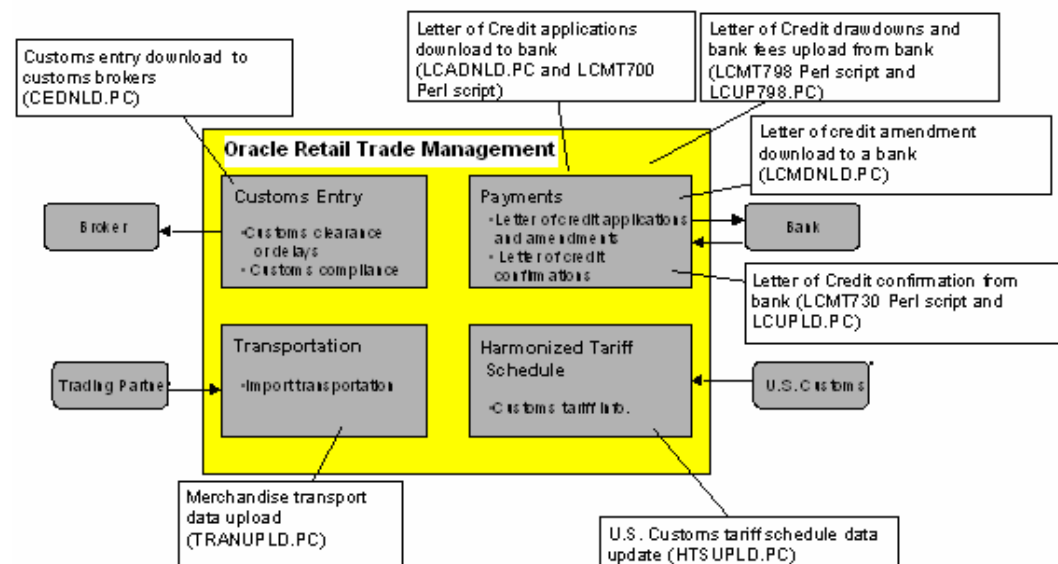 Customs entry download to
customs brokers
(CEDNLD.PC)
Letter of Credit applications
download to bank
(LCADNLD.PC and LCMT700
Perl script)
Letter of Credit drawdowns and
bank fees upload from bank
(LCMT798 Perl script and
LCUP798.PC)
Letter of credit amendment
download to a bank
(LCMDNLD.PC)
Oracle Retail Trade Management
Customs Entry
•Customs clearance
or delays
• Customs compliance
Payments
•Letter of credit applications
and amendments
• Letter of credit
confirmations
Broker
Bank
Letter of Credit confirmation from
bank (LCMT730 Perl script and
LCUPLD.PC)
Transportation
•Import transportation
Harmonized Tariff
Schedule
•Customs tariff info.
Trading Partne
U.S. Customs
Merchandise transport
data upload
(TRANUPLD.PC)
U.S. Customs tariff schedule data
update (HTSUPLD.PC)